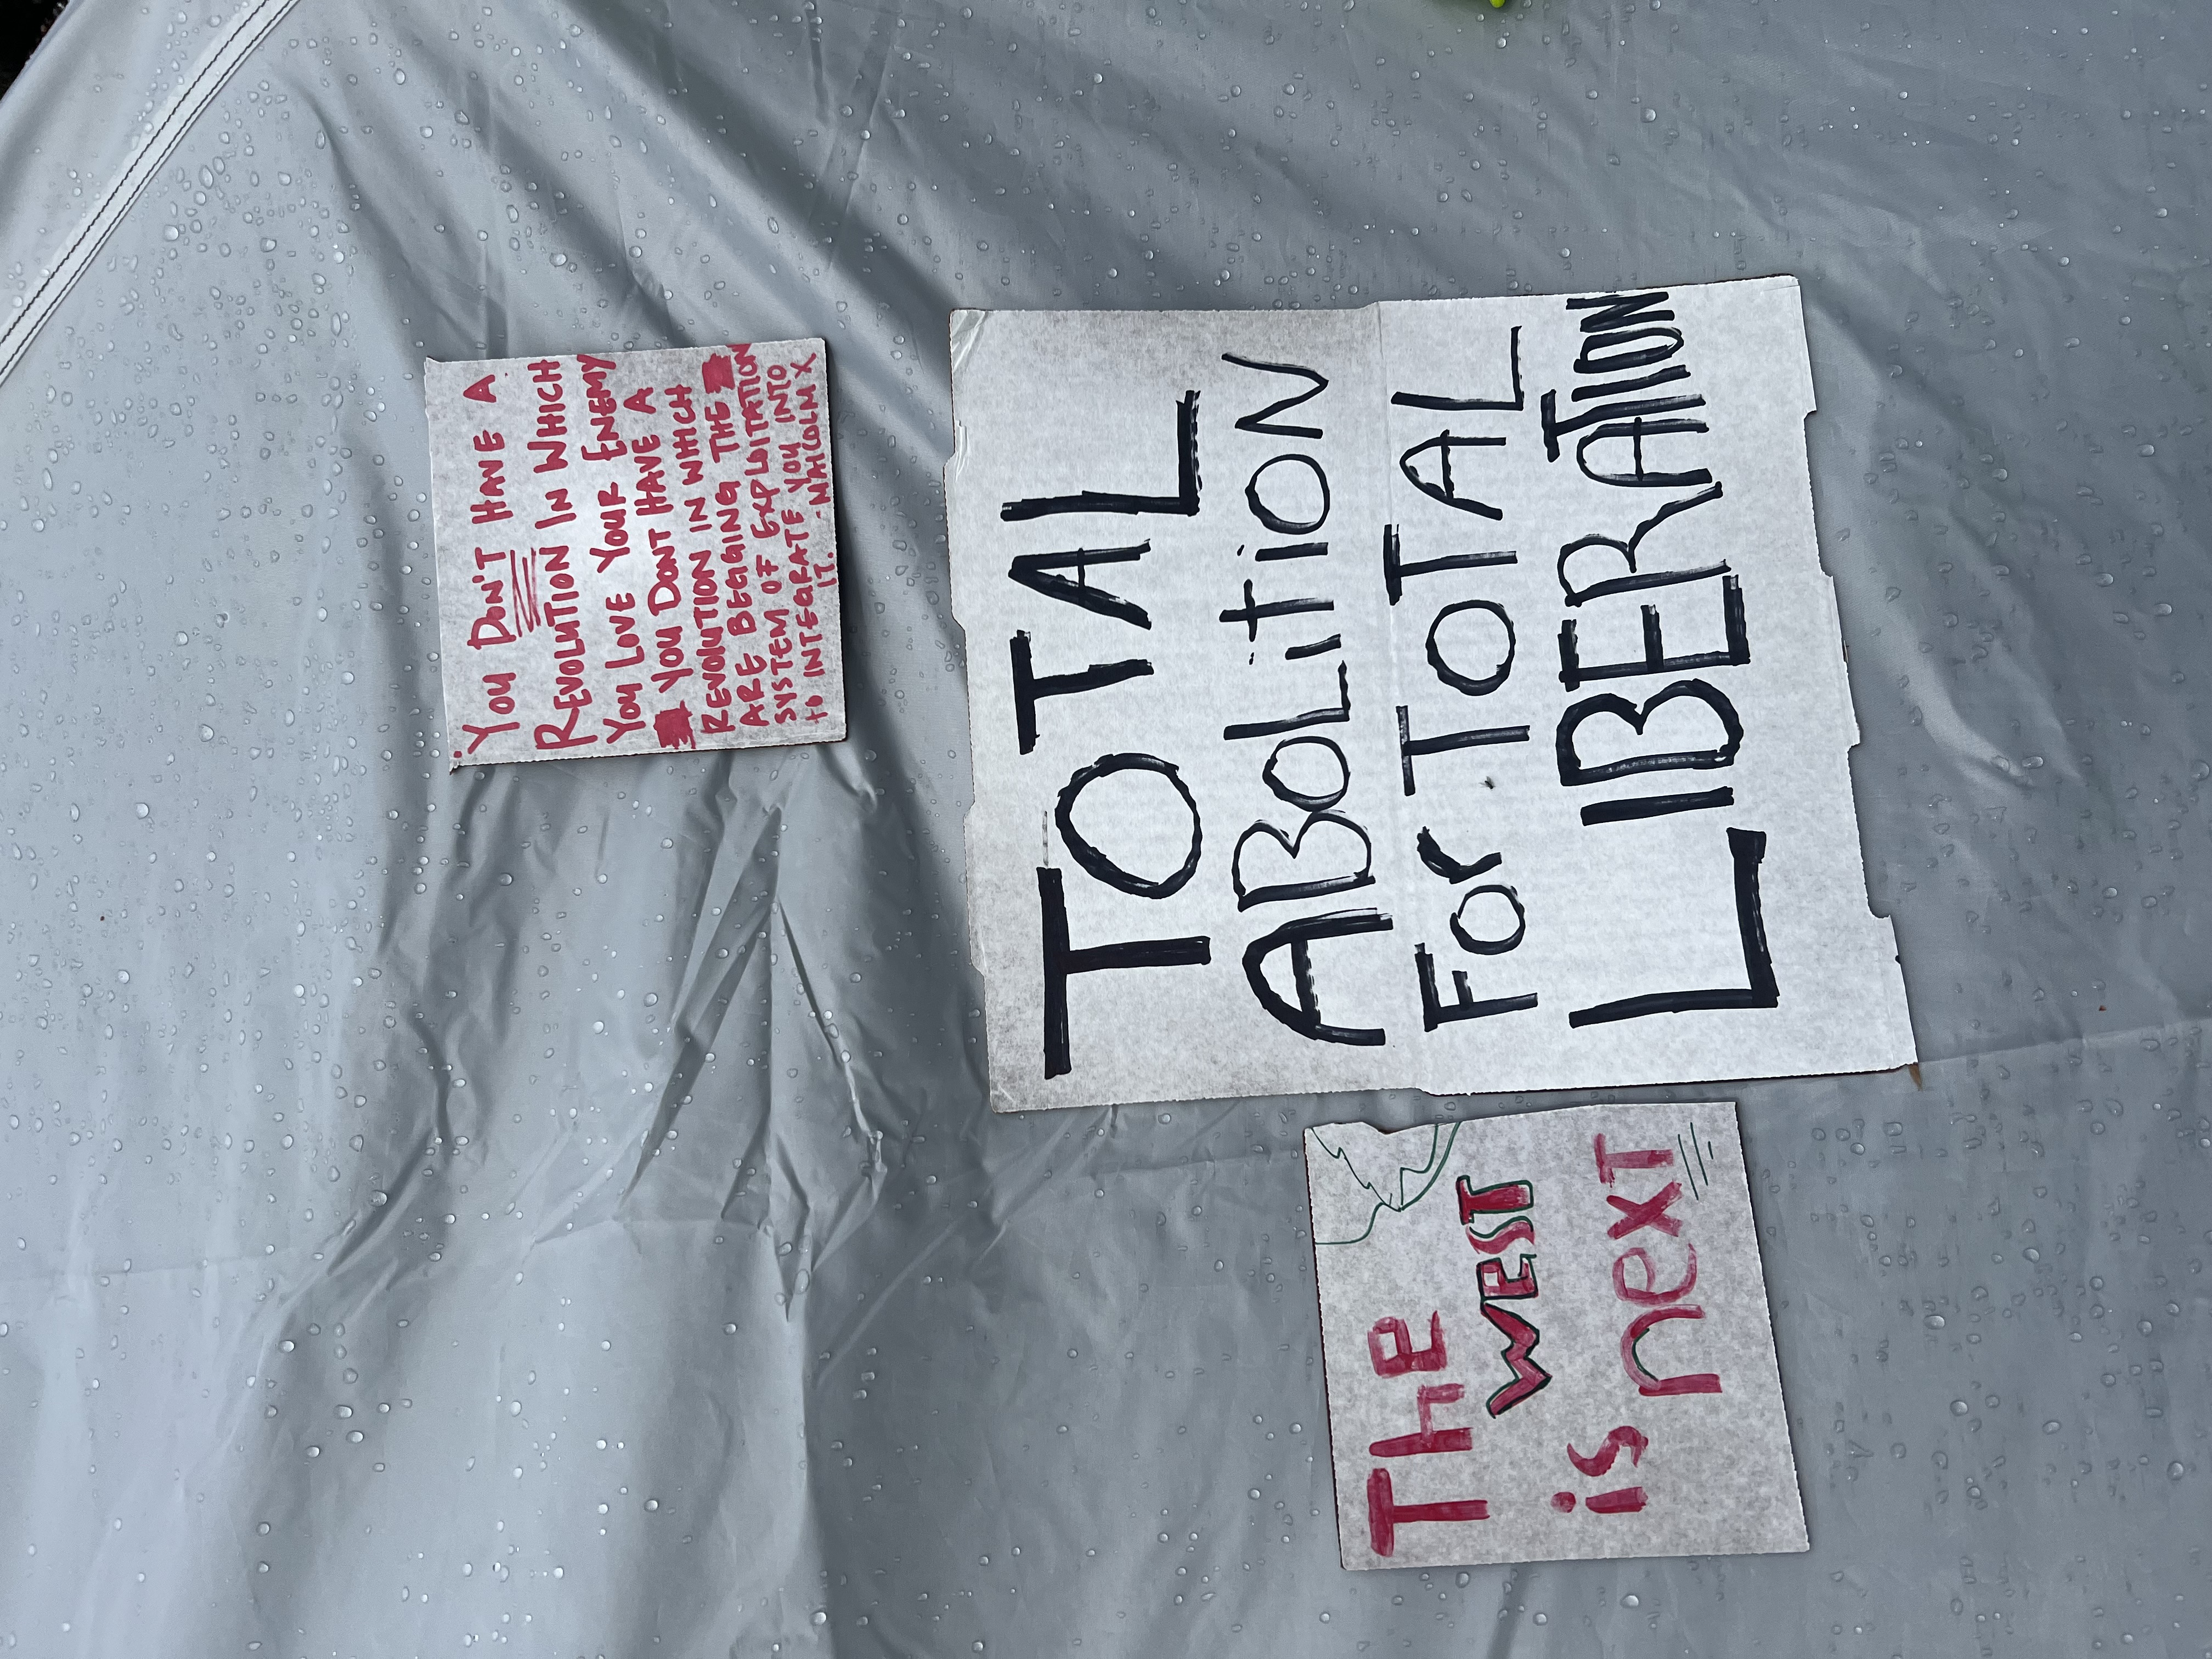 You DON'T HAVE A
REVOLUTION IN WHICH
You LOVE YOUR ENEMY
YOU DONT HAVE A
REVOLUTION IN WHICH
ARE BEGGING THE
SYSTEM OF EXPLOITATION
to INTEGRATE YOU INTO
IT. -MALCOLM X
TOTAL
ABOLitiON
For TOTAL
LIBERATION
The
WEST
is
nexT